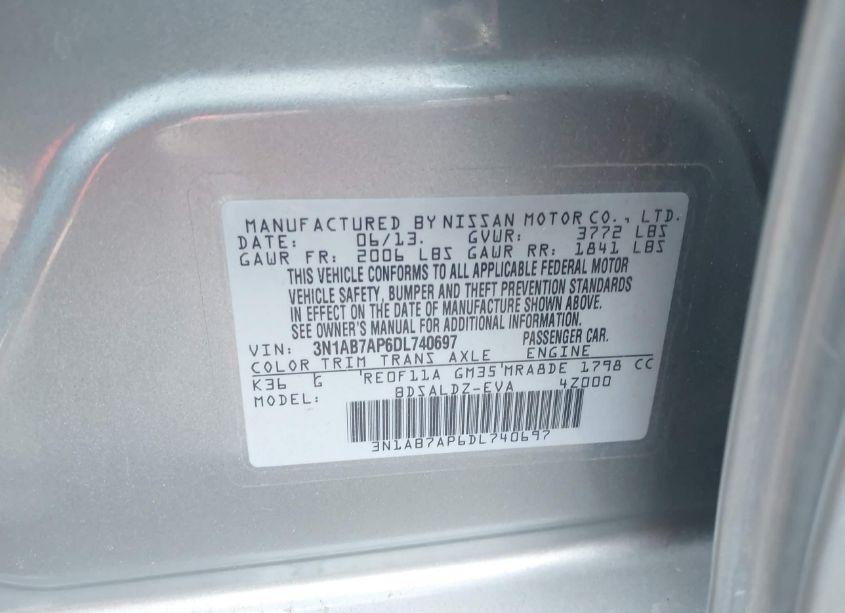 MANUFACTURED BY NISSAN MOTOR CO., LTD.
DATE: 06/13. GVWR: 3772 LBS
GAWR FR: 2006 LBS GAWR RR: 1841 LBS
THIS VEHICLE CONFORMS TO ALL APPLICABLE FEDERAL MOTOR
VEHICLE SAFETY, BUMPER AND THEFT PREVENTION STANDARDS
IN EFFECT ON THE DATE OF MANUFACTURE SHOWN ABOVE.
SEE OWNER'S MANUAL FOR ADDITIONAL INFORMATION.
VIN: 3N1AB7AP6DL740697 PASSENGER CAR.
COLOR TRIM TRANS AXLE ENGINE
K36 G 'RE0F11A GM35'MRA8DE 1798 CC
MODEL: BDSALDZ-EVA 4Z000
3N1AB7AP6DL740697